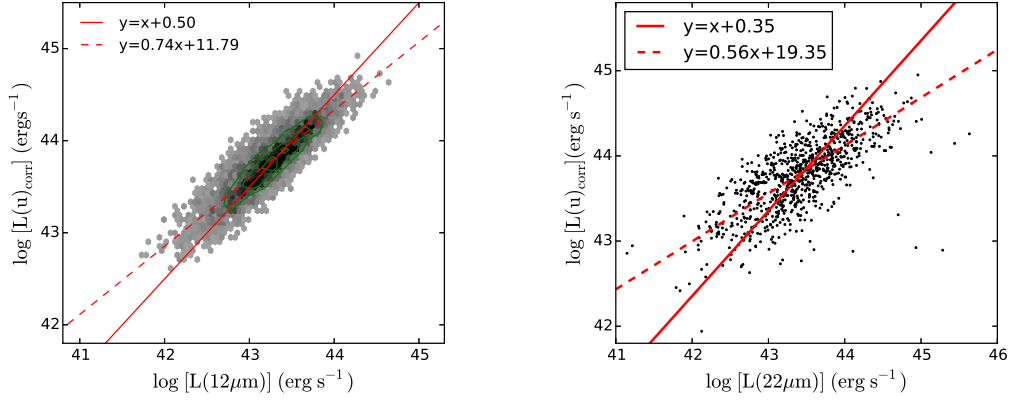 y=x+0.50
y=0.74x+11.79
45
44
43
42
41
42
43
44
45
log [L(u)corr] (ergs−1)
log [L(12μm)] (erg s−1)
y=x+0.35
y=0.56x+19.35
45
44
43
42
41
42
43
44
45
46
log [L(u)corr](erg s−1)
log [L(22μm)] (erg s−1)